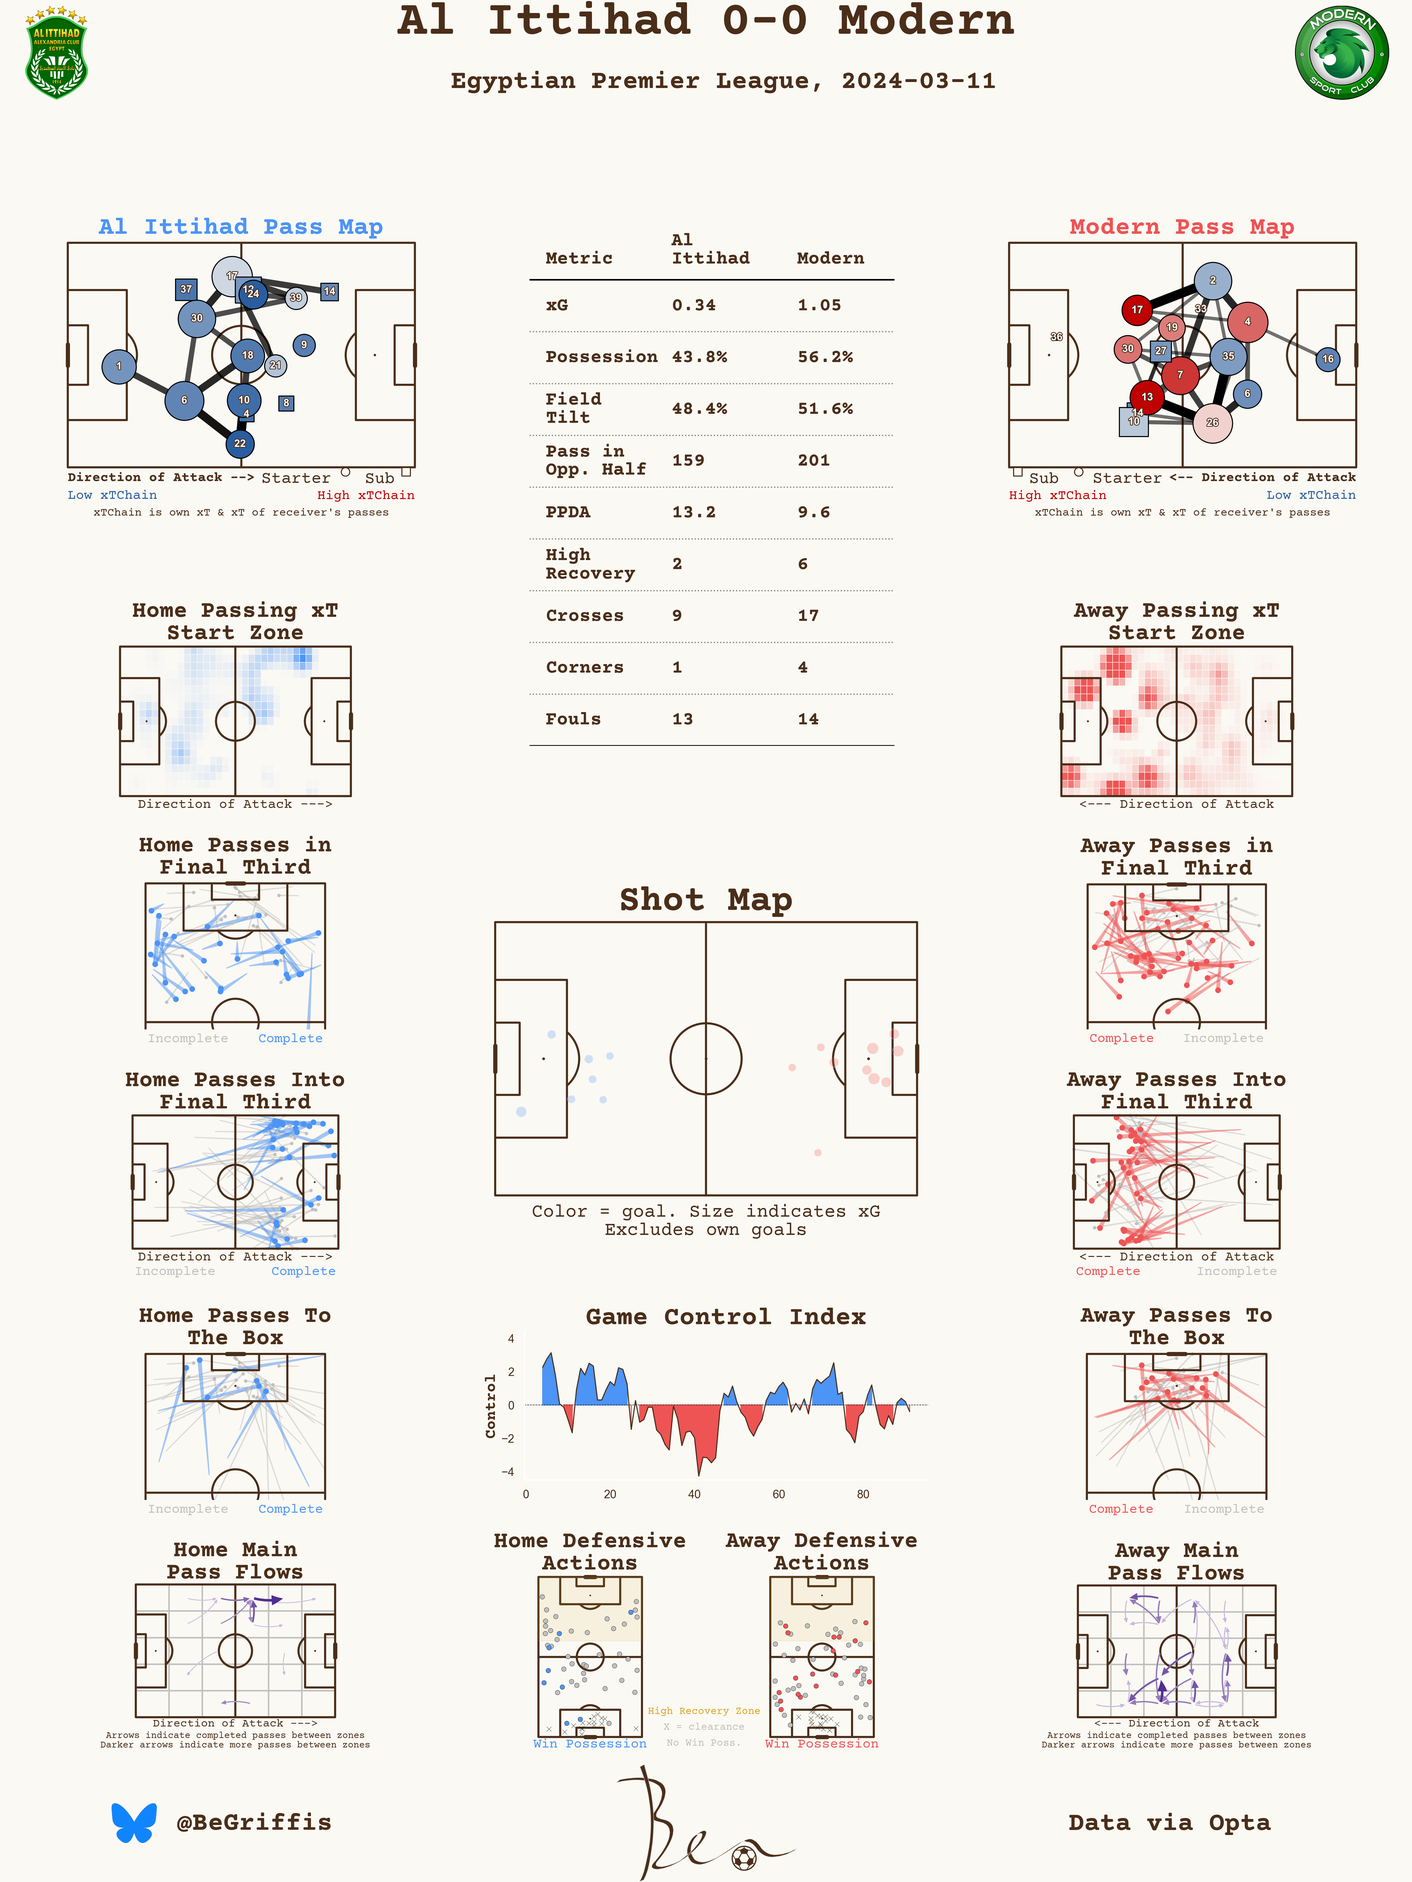 Al Ittihad 0-0 Modern
Egyptian Premier League, 2024-03-11
AL ITTIHAD
ALEXANDRIA CLUB
EGYPT
MODERN
SPORT CLUB
Al Ittihad Pass Map
37
17
12
24
39
14
30
9
18
21
1
6
10
4
8
22
Direction of Attack --> Starter Sub
Low xTChain High xTChain
xTChain is own xT & xT of receiver's passes
Metric Al Ittihad Modern
xG 0.34 1.05
Possession 43.8% 56.2%
Field Tilt 48.4% 51.6%
Pass in Opp. Half 159 201
PPDA 13.2 9.6
High Recovery 2 6
Crosses 9 17
Corners 1 4
Fouls 13 14
Modern Pass Map
2
17
33
4
19
36
30
27
35
16
7
13
6
14
10
26
Sub Starter <-- Direction of Attack
High xTChain Low xTChain
xTChain is own xT & xT of receiver's passes
Home Passing xT
Start Zone
Direction of Attack --->
Away Passing xT
Start Zone
<--- Direction of Attack
Home Passes in
Final Third
Incomplete Complete
Away Passes in
Final Third
Complete Incomplete
Shot Map
Color = goal. Size indicates xG
Excludes own goals
Home Passes Into
Final Third
Direction of Attack --->
Incomplete Complete
Away Passes Into
Final Third
<--- Direction of Attack
Complete Incomplete
Home Passes To
The Box
Incomplete Complete
Game Control Index
Control
4
2
0
−2
−4
0 20 40 60 80
Away Passes To
The Box
Complete Incomplete
Home Main
Pass Flows
Direction of Attack --->
Arrows indicate completed passes between zones
Darker arrows indicate more passes between zones
Home Defensive
Actions
Win Possession
Away Defensive
Actions
Win Possession
High Recovery Zone
X = clearance
No Win Poss.
Away Main
Pass Flows
<--- Direction of Attack
Arrows indicate completed passes between zones
Darker arrows indicate more passes between zones
@BeGriffis
Ben
Data via Opta